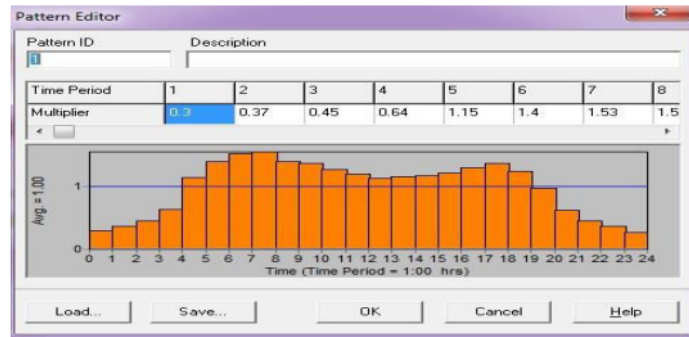 Pattern Editor
Pattern ID Description
1
Time Period 1 2 3 4 5 6 7 8
Multiplier 0.3 0.37 0.45 0.64 1.15 1.4 1.53 1.5
Avg. = 1.00
1
0
0 1 2 3 4 5 6 7 8 9 10 11 12 13 14 15 16 17 18 19 20 21 22 23 24
Time (Time Period = 1:00 hrs)
Load... Save... OK Cancel Help